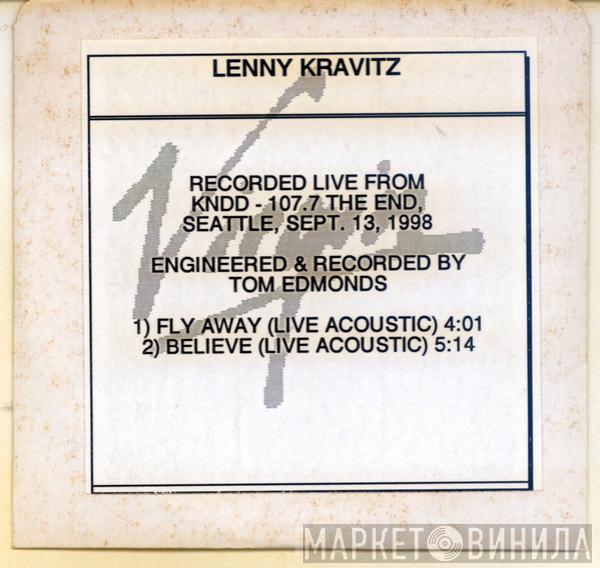 LENNY KRAVITZ
Virgin
RECORDED LIVE FROM
KNDD - 107.7 THE END,
SEATTLE, SEPT. 13, 1998
ENGINEERED & RECORDED BY
TOM EDMONDS
1) FLY AWAY (LIVE ACOUSTIC) 4:01
2) BELIEVE (LIVE ACOUSTIC) 5:14
МАРКЕТ ВИНИЛА